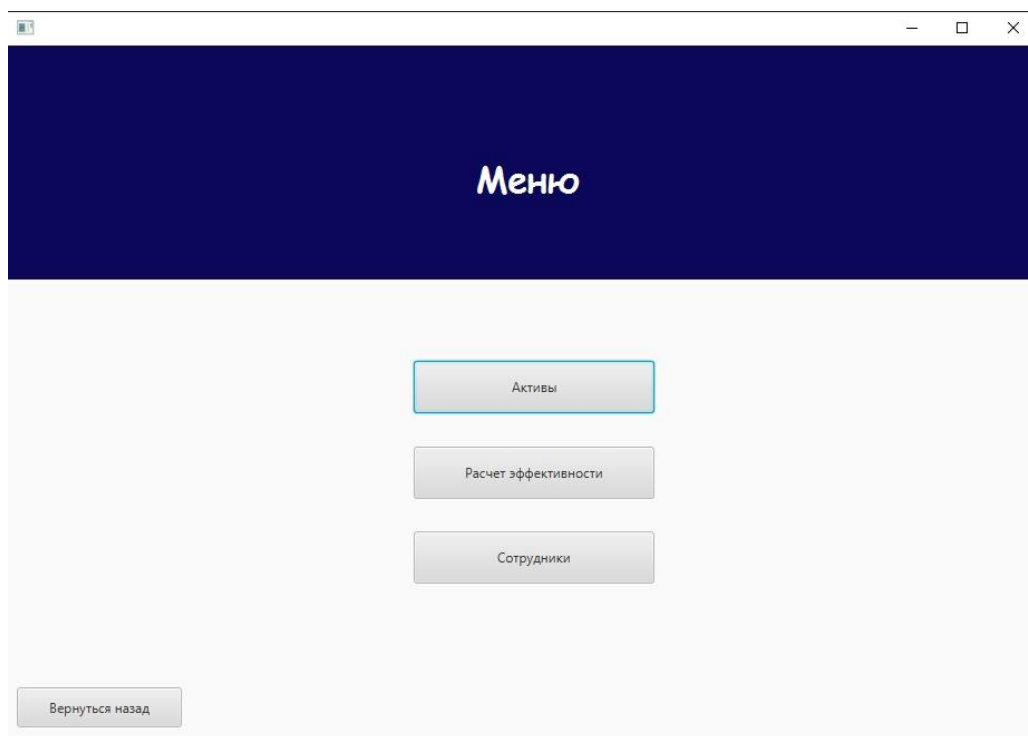 Меню
Активы
Расчет эффективности
Сотрудники
Вернуться назад